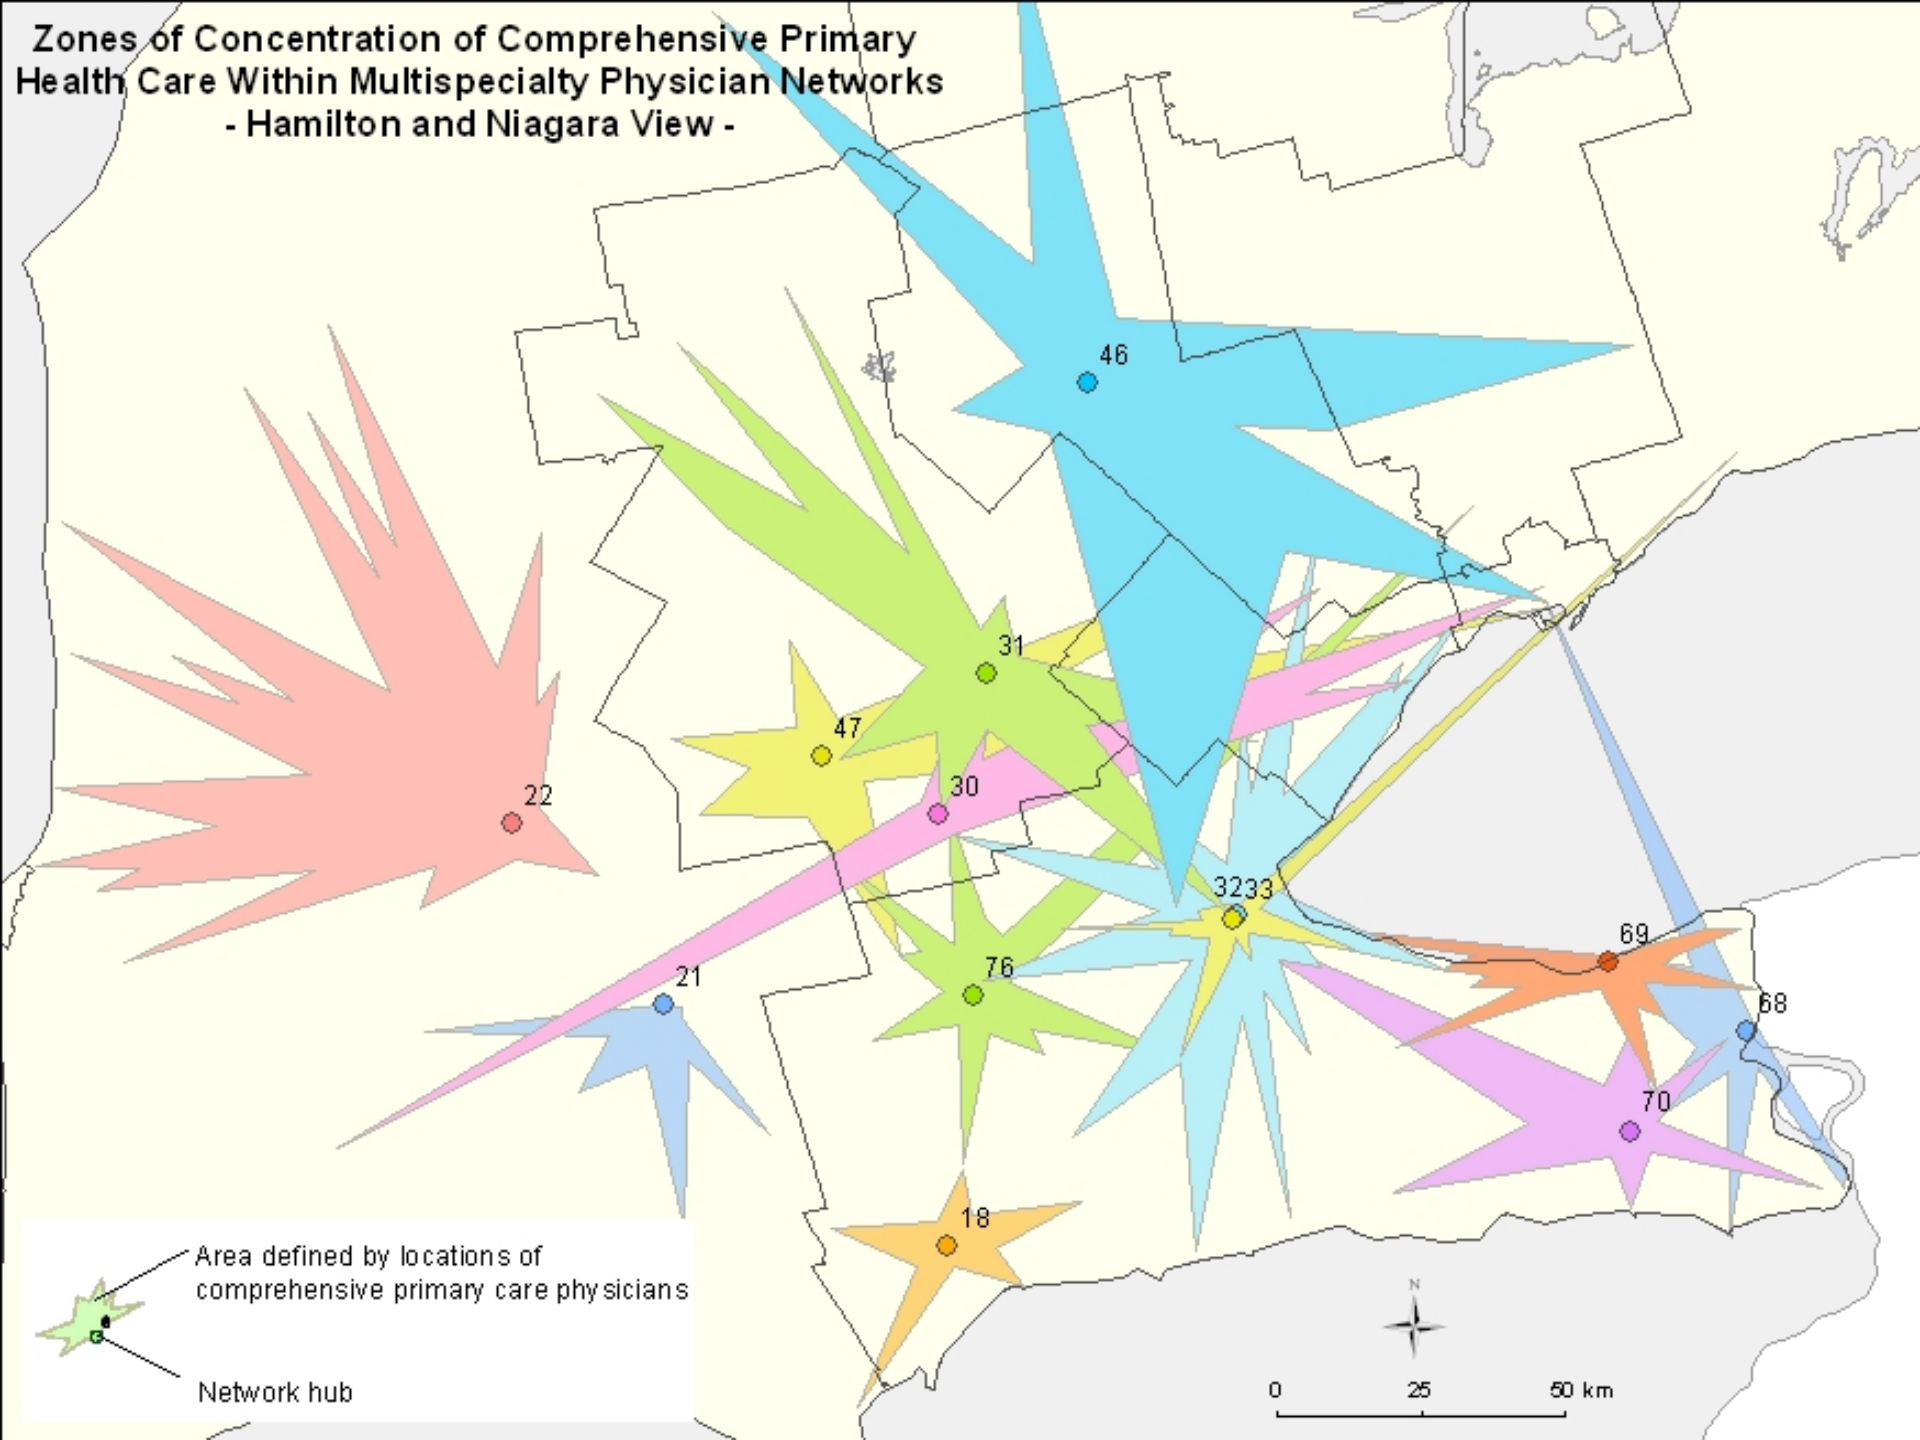 Zones of Concentration of Comprehensive Primary
Health Care Within Multispecialty Physician Networks
- Hamilton and Niagara View -
46
31
47
30
22
3233
69
76
21
68
70
18
Area defined by locations of
comprehensive primary care physicians
Network hub
N
0 25 50 km